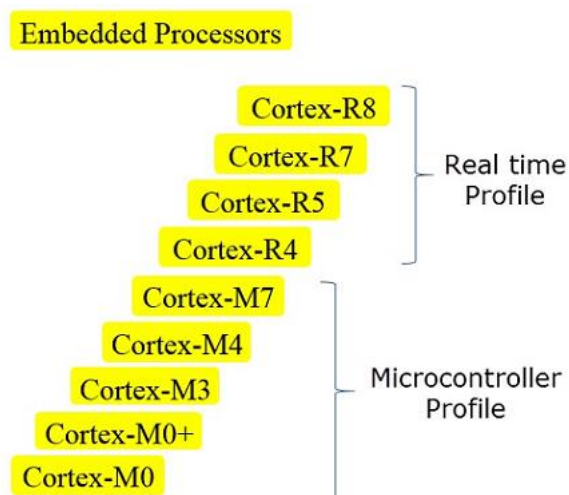 Embedded Processors
Cortex-R8
Cortex-R7
Real time
Profile
Cortex-R5
Cortex-R4
Cortex-M7
Cortex-M4
Cortex-M3
Microcontroller
Profile
Cortex-M0+
Cortex-M0